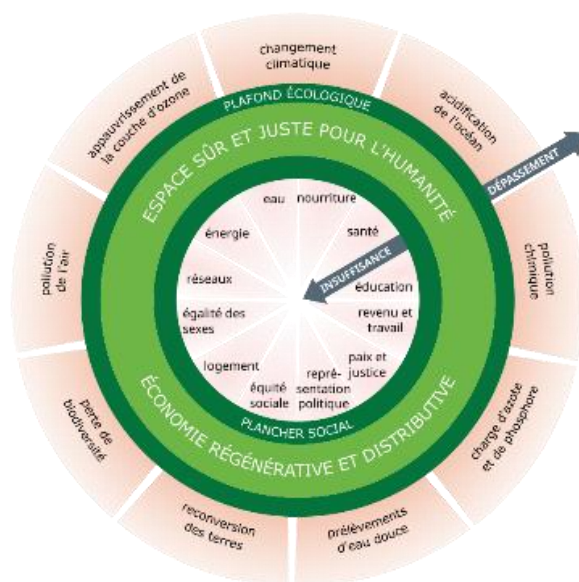 changement
climatique
acidification
de l'océan
pollution
chimique
charge d'azote
et de phosphore
prélèvements
d'eau douce
reconversion
des terres
perte de
biodiversité
pollution
de l'air
appauvrissement de
la couche d'ozone
PLAFOND ÉCOLOGIQUE
ESPACE SÛR ET JUSTE POUR L'HUMANITÉ
DÉPASSEMENT
INSUFFISANCE
eau
nourriture
santé
éducation
revenu et
travail
paix et
justice
repré-
sentation
politique
équité
sociale
logement
égalité des
sexes
réseaux
énergie
PLANCHER SOCIAL
ÉCONOMIE RÉGÉNÉRATIVE ET DISTRIBUTIVE